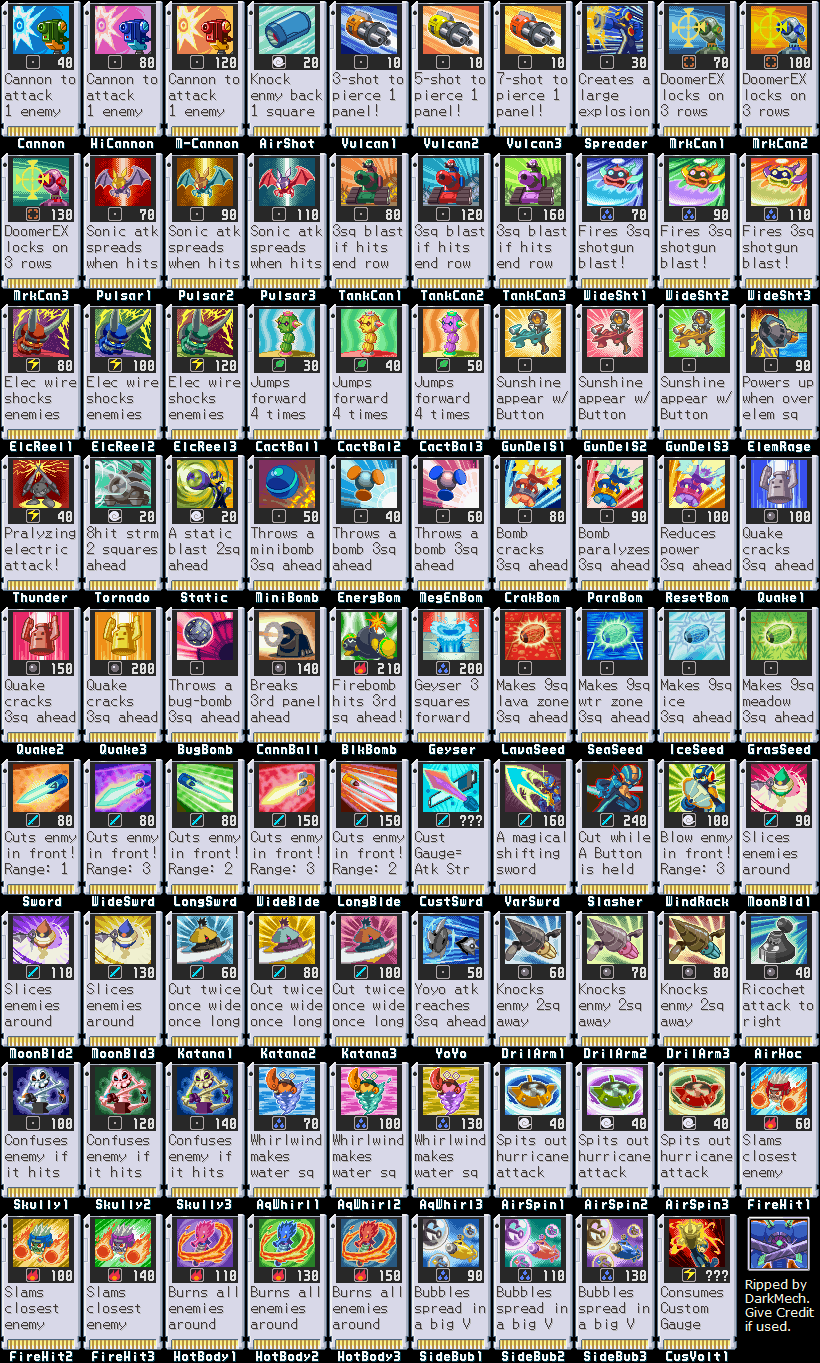 40
Cannon to
attack
1 enemy
Cannon
80
Cannon to
attack
1 enemy
HiCannon
120
Cannon to
attack
1 enemy
M-Cannon
20
Knock
enmy back
1 square
AirShot
10
3-shot to
pierce 1
panel!
Vulcan1
10
5-shot to
pierce 1
panel!
Vulcan2
10
7-shot to
pierce 1
panel!
Vulcan3
30
Creates a
large
explosion
Spreader
70
DoomerEX
locks on
3 rows
MrkCan1
100
DoomerEX
locks on
3 rows
MrkCan2
130
DoomerEX
locks on
3 rows
MrkCan3
70
Sonic atk
spreads
when hits
Pulsar1
90
Sonic atk
spreads
when hits
Pulsar2
110
Sonic atk
spreads
when hits
Pulsar3
80
3sq blast
if hits
end row
TankCan1
120
3sq blast
if hits
end row
TankCan2
160
3sq blast
if hits
end row
TankCan3
70
Fires 3sq
shotgun
blast!
WideSht1
90
Fires 3sq
shotgun
blast!
WideSht2
110
Fires 3sq
shotgun
blast!
WideSht3
80
Elec wire
shocks
enemies
ElcReel1
100
Elec wire
shocks
enemies
ElcReel2
120
Elec wire
shocks
enemies
ElcReel3
30
Jumps
forward
4 times
CactBal1
40
Jumps
forward
4 times
CactBal2
50
Jumps
forward
4 times
CactBal3
Sunshine
appear w/
Button
GunDelS1
Sunshine
appear w/
Button
GunDelS2
Sunshine
appear w/
Button
GunDelS3
90
Powers up
when over
elem sq
ElemRage
40
Pralyzing
electric
attack!
Thunder
20
8hit strm
2 squares
ahead
Tornado
20
A static
blast 2sq
ahead
Static
50
Throws a
minibomb
3sq ahead
MiniBomb
40
Throws a
bomb 3sq
ahead
EnergBom
60
Throws a
bomb 3sq
ahead
MegEnBom
80
Bomb
cracks
3sq ahead
CrakBom
90
Bomb
paralyzes
3sq ahead
ParaBom
100
Reduces
power
3sq ahead
ResetBom
100
Quake
cracks
3sq ahead
Quake1
150
Quake
cracks
3sq ahead
Quake2
200
Quake
cracks
3sq ahead
Quake3
Throws a
bug-bomb
3sq ahead
BugBomb
140
Breaks
3rd panel
ahead
CannBall
210
Firebomb
hits 3rd
sq ahead!
BlkBomb
200
Geyser 3
squares
forward
Geyser
Makes 9sq
lava zone
3sq ahead
LavaSeed
Makes 9sq
wtr zone
3sq ahead
SeaSeed
Makes 9sq
ice
3sq ahead
IceSeed
Makes 9sq
meadow
3sq ahead
GrasSeed
80
Cuts enmy
in front!
Range: 1
Sword
80
Cuts enmy
in front!
Range: 3
WideSwrd
80
Cuts enmy
in front!
Range: 2
LongSwrd
150
Cuts enmy
in front!
Range: 3
WideBlde
150
Cuts enmy
in front!
Range: 2
LongBlde
???
Cust
Gauge=
Atk Str
CustSwrd
160
A magical
shifting
sword
VarSwrd
240
Cut while
A Button
is held
Slasher
100
Blow enmy
in front!
Range: 3
WindRack
90
Slices
enemies
around
MoonBld1
110
Slices
enemies
around
MoonBld2
130
Slices
enemies
around
MoonBld3
60
Cut twice
once wide
once long
Katana1
80
Cut twice
once wide
once long
Katana2
100
Cut twice
once wide
once long
Katana3
50
Yoyo atk
reaches
3sq ahead
YoYo
60
Knocks
enmy 2sq
away
DrilArm1
70
Knocks
enmy 2sq
away
DrilArm2
80
Knocks
enmy 2sq
away
DrilArm3
40
Ricochet
attack to
right
AirHoc
100
Confuses
enemy if
it hits
Skully1
120
Confuses
enemy if
it hits
Skully2
140
Confuses
enemy if
it hits
Skully3
70
Whirlwind
makes
water sq
AqWhirl1
100
Whirlwind
makes
water sq
AqWhirl2
130
Whirlwind
makes
water sq
AqWhirl3
40
Spits out
hurricane
attack
AirSpin1
40
Spits out
hurricane
attack
AirSpin2
40
Spits out
hurricane
attack
AirSpin3
60
Slams
closest
enemy
FireHit1
100
Slams
closest
enemy
FireHit2
140
Slams
closest
enemy
FireHit3
110
Burns all
enemies
around
HotBody1
130
Burns all
enemies
around
HotBody2
150
Burns all
enemies
around
HotBody3
90
Bubbles
spread in
a big V
SideBub1
110
Bubbles
spread in
a big V
SideBub2
130
Bubbles
spread in
a big V
SideBub3
???
Consumes
Custom
Gauge
CusVolt1
Ripped by
DarkMech.
Give Credit
if used.